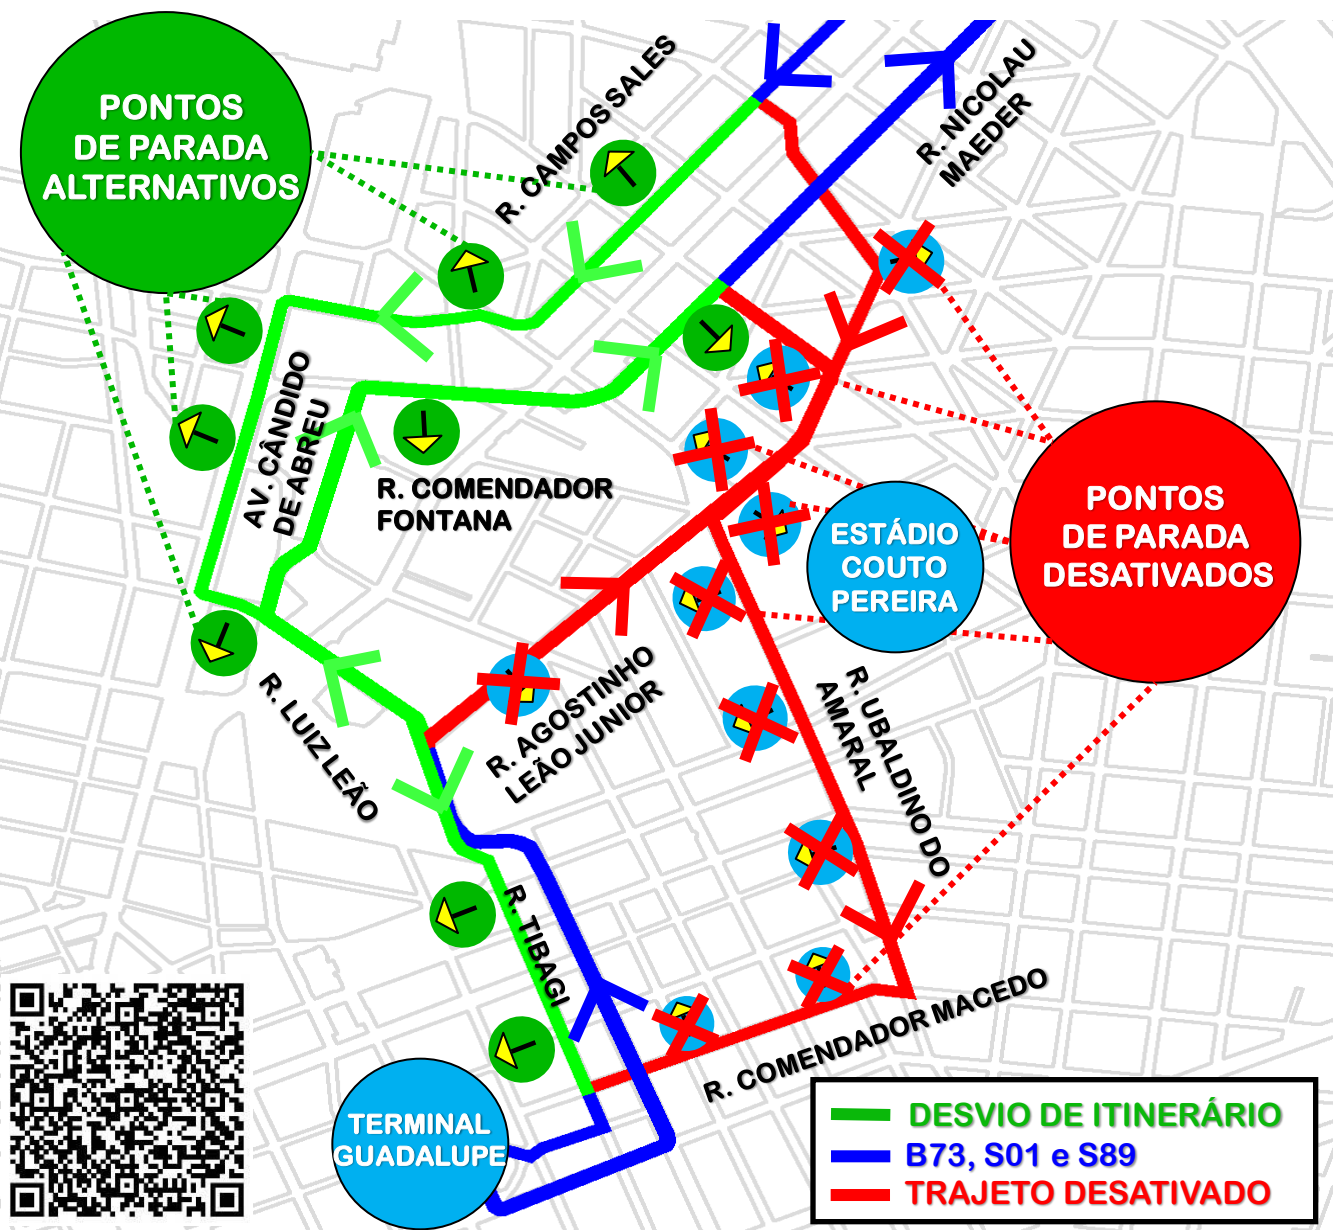 PONTOS
DE PARADA
ALTERNATIVOS
R. CAMPOS SALES
R. NICOLAU
MAEDER
AV. CÂNDIDO
DE ABREU
R. COMENDADOR
FONTANA
ESTÁDIO
COUTO
PEREIRA
PONTOS
DE PARADA
DESATIVADOS
R. LUIZ LEÃO
R. AGOSTINHO
LEÃO JUNIOR
R. UBALDINO DO
AMARAL
R. TIBAGI
R. COMENDADOR MACEDO
TERMINAL
GUADALUPE
DESVIO DE ITINERÁRIO
B73, S01 e S89
TRAJETO DESATIVADO